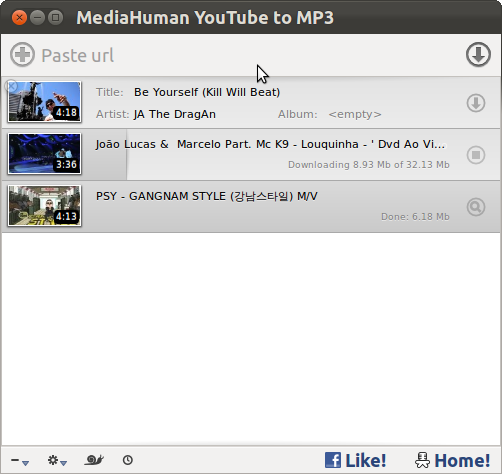 MediaHuman YouTube to MP3
Paste url
Title: Be Yourself (Kill Will Beat)
4:18
Artist: JA The DragAn Album: <empty>
João Lucas & Marcelo Part. Mc K9 - Louquinha - ' Dvd Ao Vi...
3:36
Downloading 8.93 Mb of 32.13 Mb
PSY - GANGNAM STYLE (강남스타일) M/V
4:13
Done: 6.18 Mb
Like! Home!